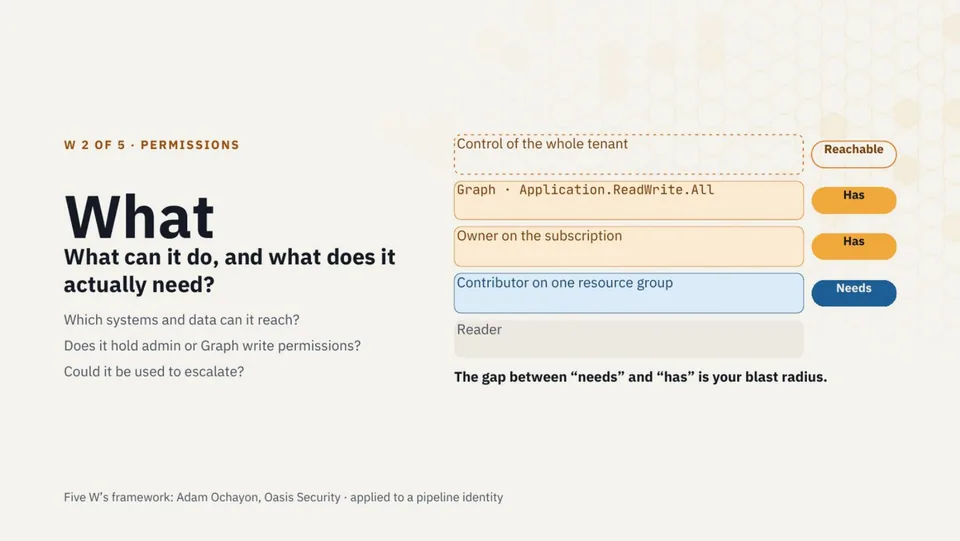 W 2 OF 5 · PERMISSIONS
What
What can it do, and what does it
actually need?
Which systems and data can it reach?
Does it hold admin or Graph write permissions?
Could it be used to escalate?
Control of the whole tenant
Reachable
Graph · Application.ReadWrite.All
Has
Owner on the subscription
Has
Contributor on one resource group
Needs
Reader
The gap between “needs” and “has” is your blast radius.
Five W’s framework: Adam Ochayon, Oasis Security · applied to a pipeline identity